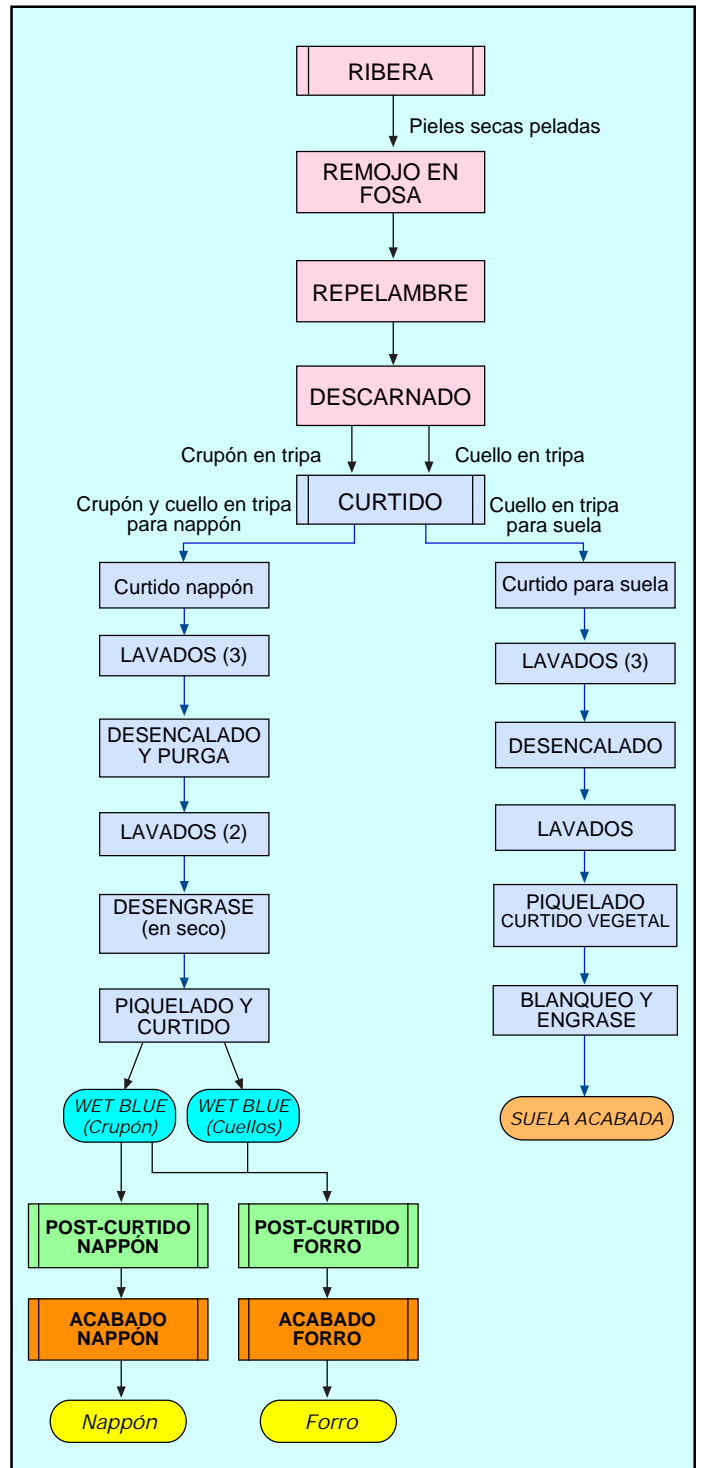 RIBERA
Pieles secas peladas
REMOJO EN
FOSA
REPELAMBRE
DESCARNADO
Crupón en tripa
Cuello en tripa
CURTIDO
Crupón y cuello en tripa
para nappón
Cuello en tripa
para suela
Curtido nappón
LAVADOS (3)
DESENCALADO
Y PURGA
LAVADOS (2)
DESENGRASE
(en seco)
PIQUELADO Y
CURTIDO
Curtido para suela
LAVADOS (3)
DESENCALADO
LAVADOS
PIQUELADO
CURTIDO VEGETAL
BLANQUEO Y
ENGRASE
SUELA ACABADA
WET BLUE
(Crupón)
WET BLUE
(Cuellos)
POST-CURTIDO
NAPPÓN
POST-CURTIDO
FORRO
ACABADO
NAPPÓN
ACABADO
FORRO
Nappón
Forro